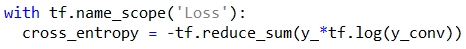 with tf.name_scope('Loss'):
  cross_entropy = -tf.reduce_sum(y_*tf.log(y_conv))